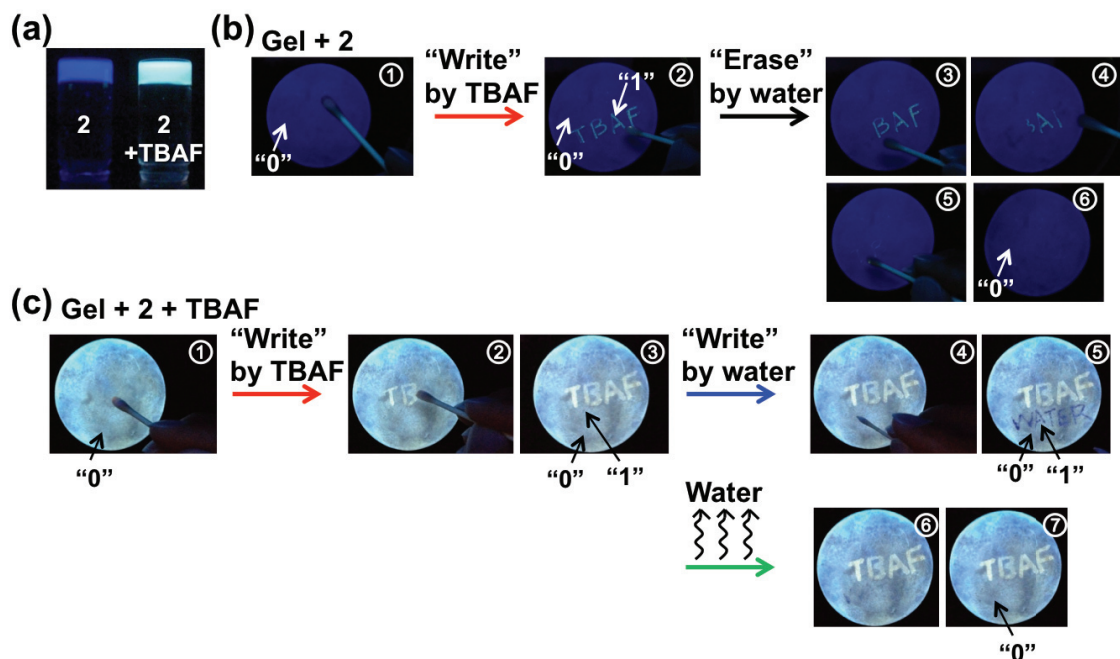 (a)
2
2
+TBAF
(b) Gel + 2
①
"0"
"Write"
by TBAF
②
"1"
"0"
TBAF
"Erase"
by water
③
BAF
④
⑤
⑥
"0"
(c) Gel + 2 + TBAF
①
"0"
"Write"
by TBAF
②
TB
③
TBAF
"0" "1"
"Write"
by water
④
TBAF
⑤
TBAF
WATER
"0" "1"
Water
⑥
TBAF
⑦
TBAF
"0"